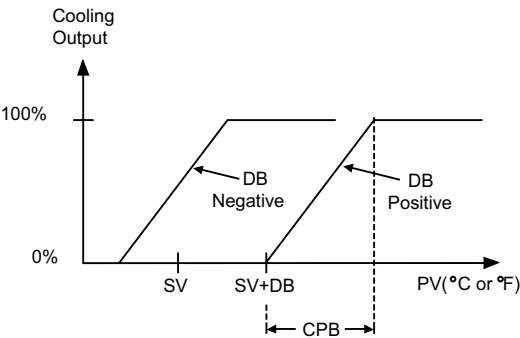 Cooling
Output
100%
DB
Negative
DB
Positive
0%
SV
SV+DB
PV(°C or °F)
CPB